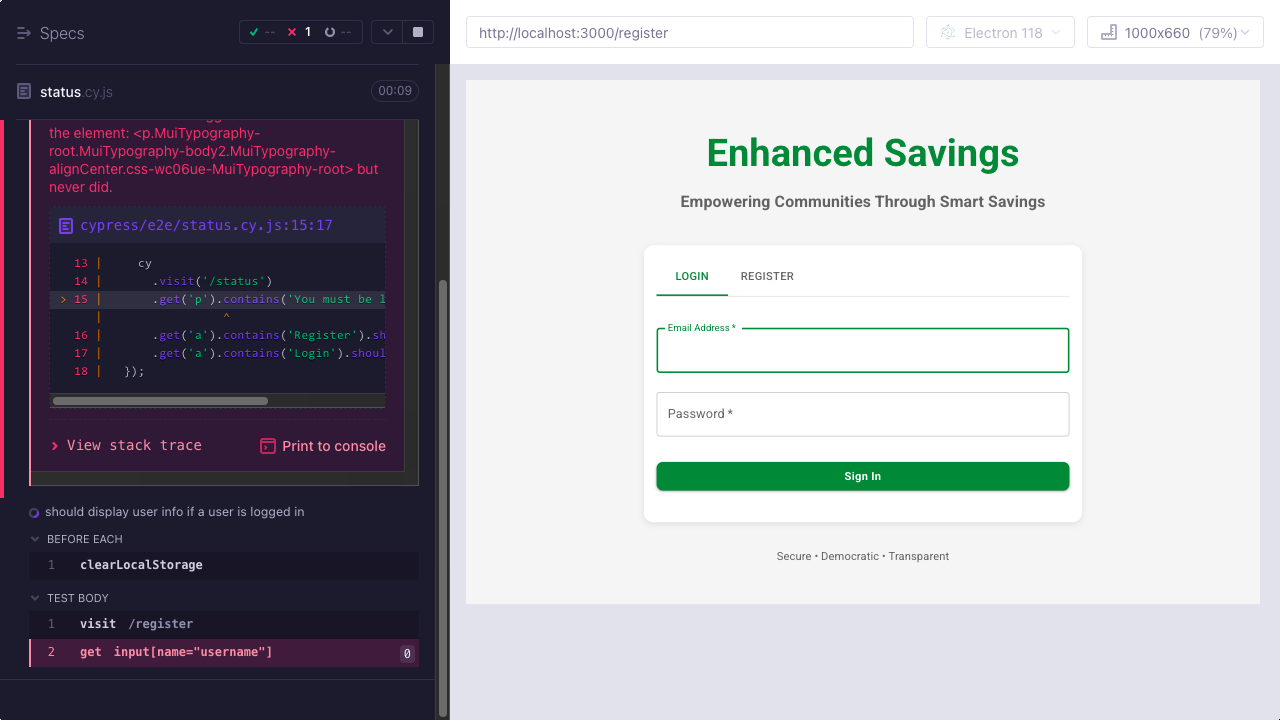 Specs
--
1
--
status.cy.js
00:09
the element: <p.MuiTypography-
root.MuiTypography-body2.MuiTypography-
alignCenter.css-wc06ue-MuiTypography-root> but
never did.
cypress/e2e/status.cy.js:15:17
13 | cy
14 | .visit('/status')
> 15 | .get('p').contains('You must be l
| ^
16 | .get('a').contains('Register').sh
17 | .get('a').contains('Login').shoul
18 | });
> View stack trace
Print to console
should display user info if a user is logged in
BEFORE EACH
1 clearLocalStorage
TEST BODY
1 visit /register
2 get input[name="username"] 0
http://localhost:3000/register
Electron 118
1000x660 (79%)
Enhanced Savings
Empowering Communities Through Smart Savings
LOGIN
REGISTER
Email Address *
Password *
Sign In
Secure • Democratic • Transparent